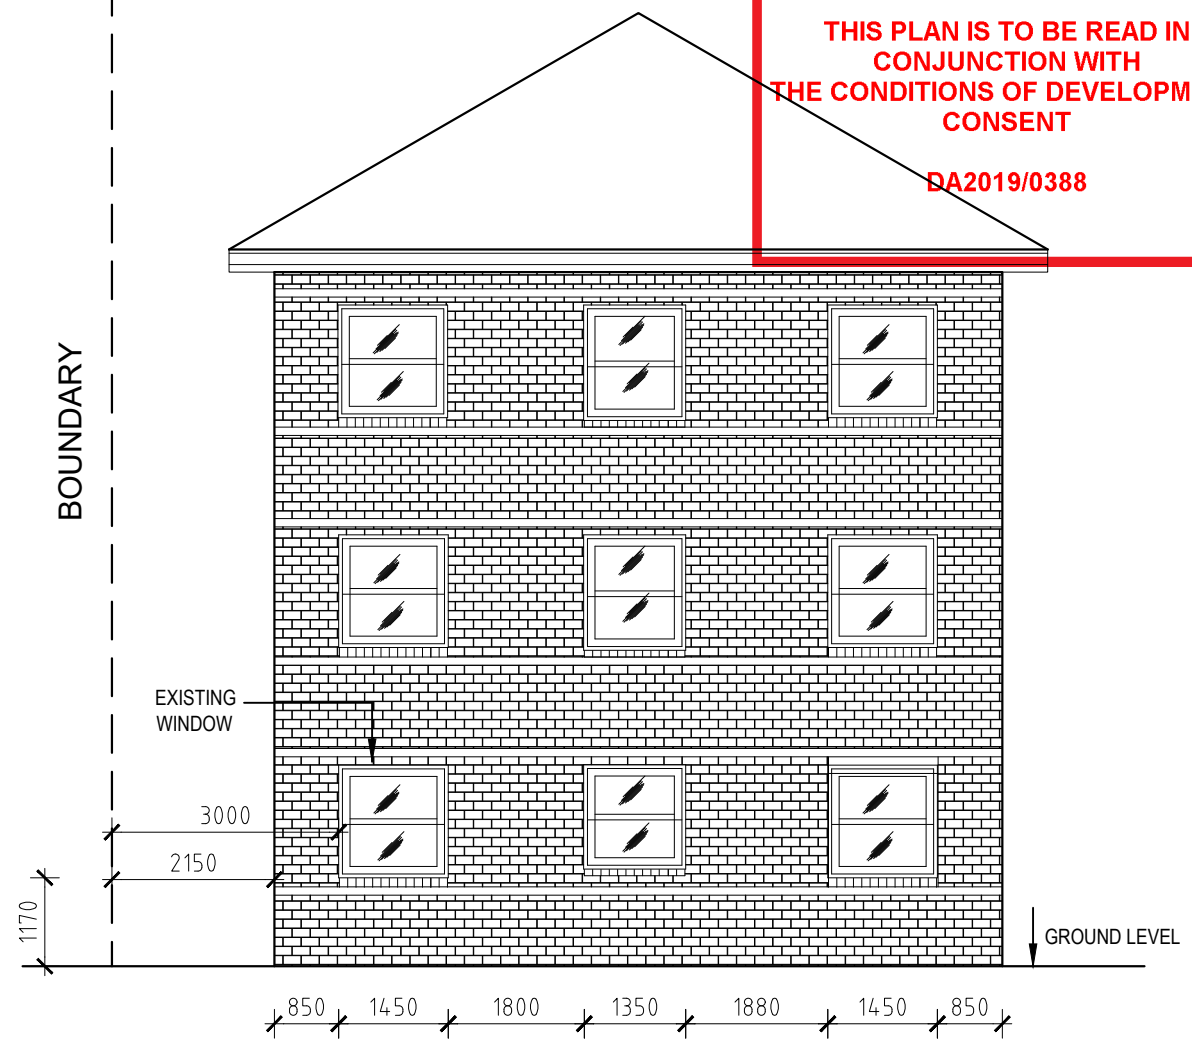 THIS PLAN IS TO BE READ IN
CONJUNCTION WITH
THE CONDITIONS OF DEVELOPM
CONSENT
DA2019/0388
BOUNDARY
EXISTING
WINDOW
3000
2150
1170
GROUND LEVEL
850 1450 1800 1350 1880 1450 850